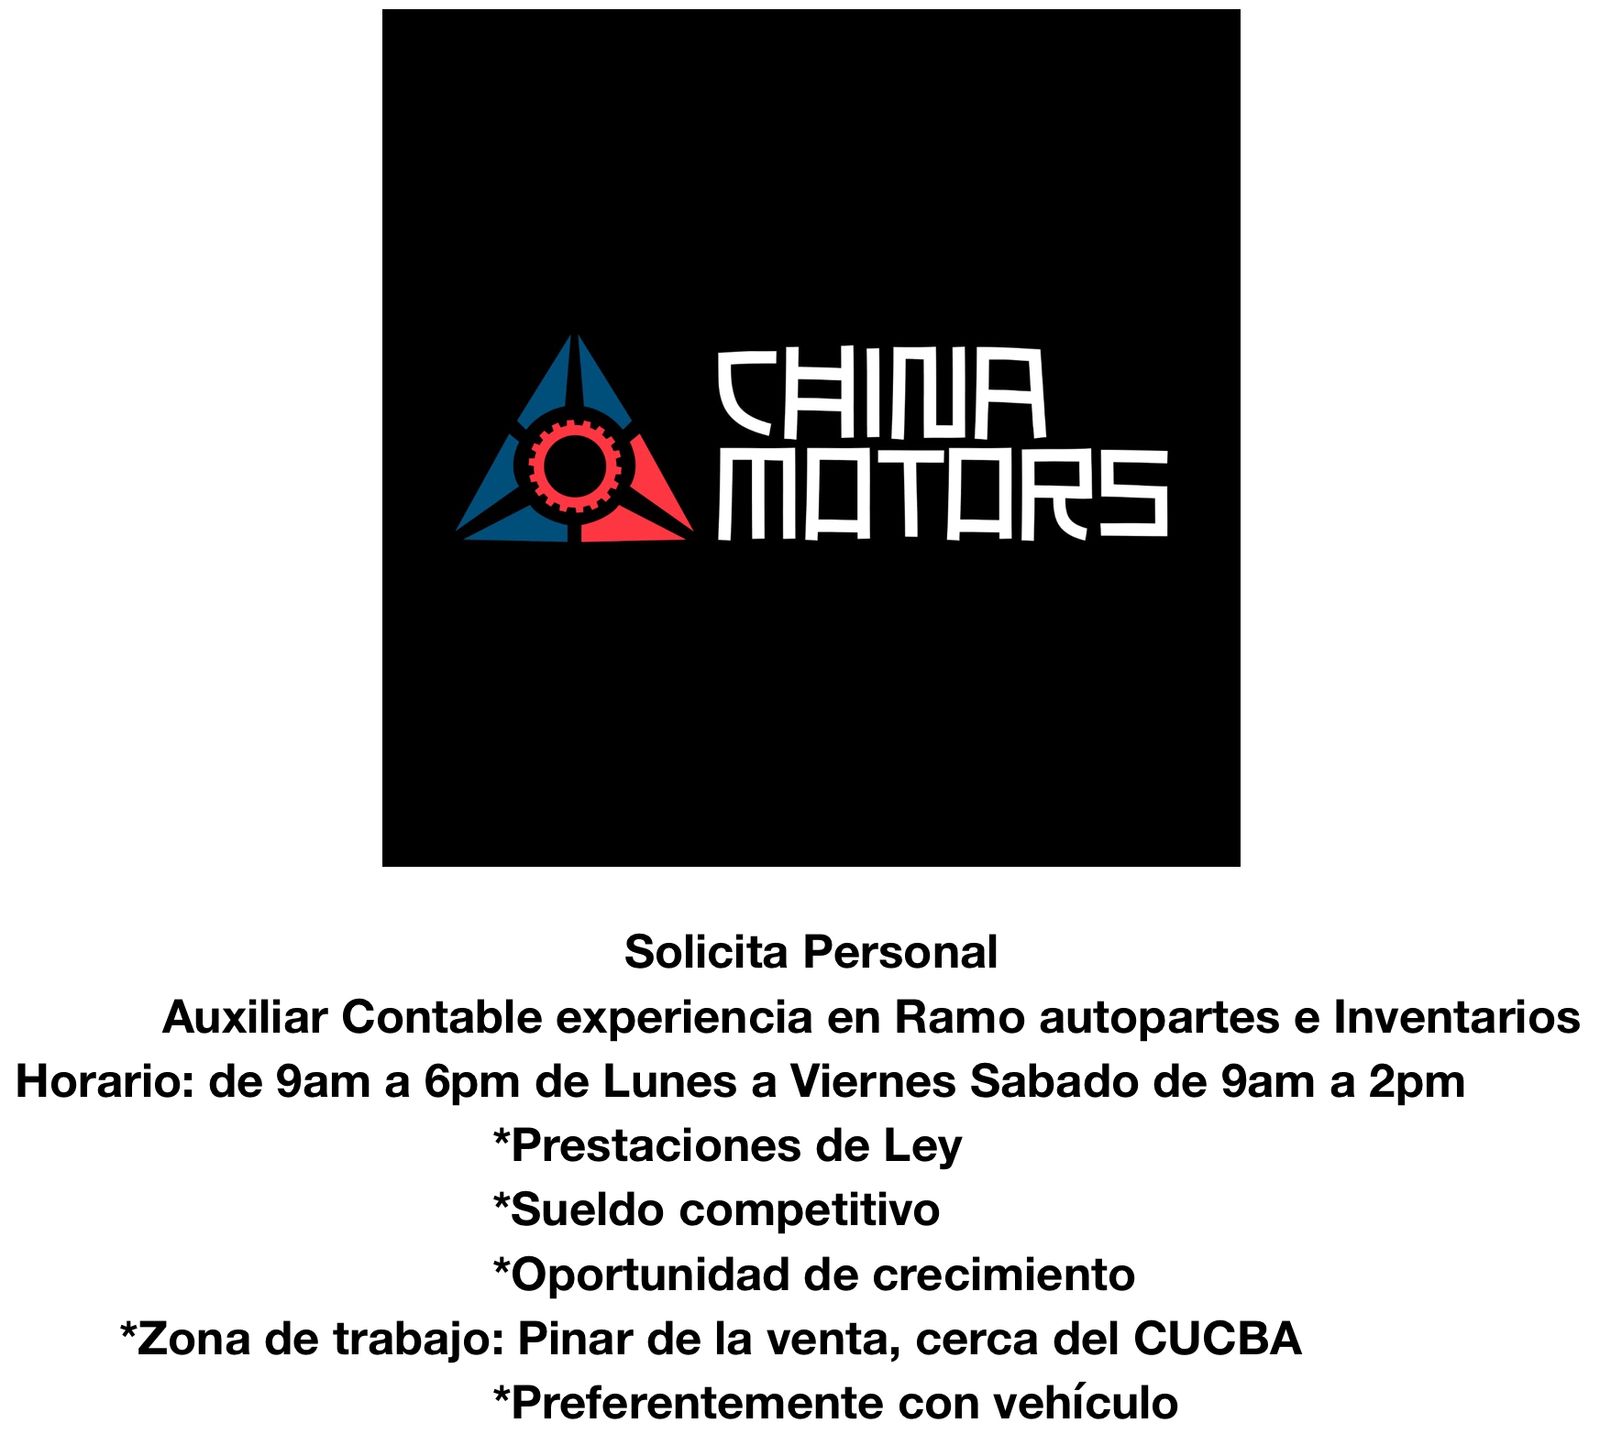 CHINA
MOTORS
Solicita Personal
Auxiliar Contable experiencia en Ramo autopartes e Inventarios
Horario: de 9am a 6pm de Lunes a Viernes Sabado de 9am a 2pm
*Prestaciones de Ley
*Sueldo competitivo
*Oportunidad de crecimiento
*Zona de trabajo: Pinar de la venta, cerca del CUCBA
*Preferentemente con vehículo